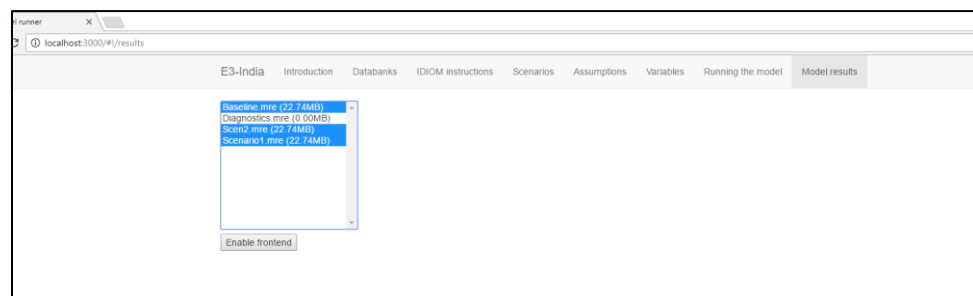 el runner
localhost:3000/#!/results
E3-India Introduction Databanks IDIOM instructions Scenarios Assumptions Variables Running the model Model results
Baseline.mre (22.74MB)
Diagnostics.mre (0.00MB)
Scen2.mre (22.74MB)
Scenario1.mre (22.74MB)
Enable frontend